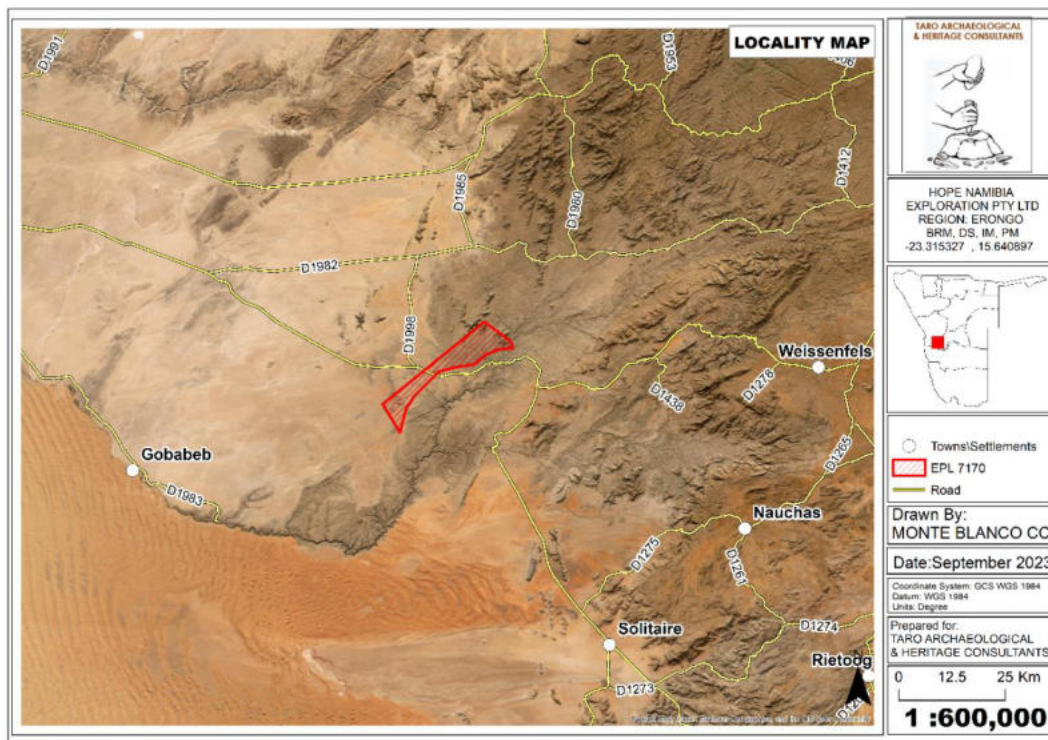 LOCALITY MAP
D1991
D1953
D1412
D1985
D1980
D1982
D1998
Weissenfels
D1278
D1438
D1265
Gobabeb
D1983
Nauchas
D1275
D1261
D1274
Solitaire
Rietoog
D1273
TARO ARCHAEOLOGICAL
& HERITAGE CONSULTANTS
HOPE NAMIBIA
EXPLORATION PTY LTD
REGION: ERONGO
BRM, DS, IM, PM
-23.315327 , 15.640897
Towns\Settlements
EPL 7170
Road
Drawn By:
MONTE BLANCO CC
Date:September 2023
Coordinate System: GCS WGS 1984
Datum: WGS 1984
Units: Degree
Prepared for:
TARO ARCHAEOLOGICAL
& HERITAGE CONSULTANTS
0 12.5 25 Km
1 :600,000